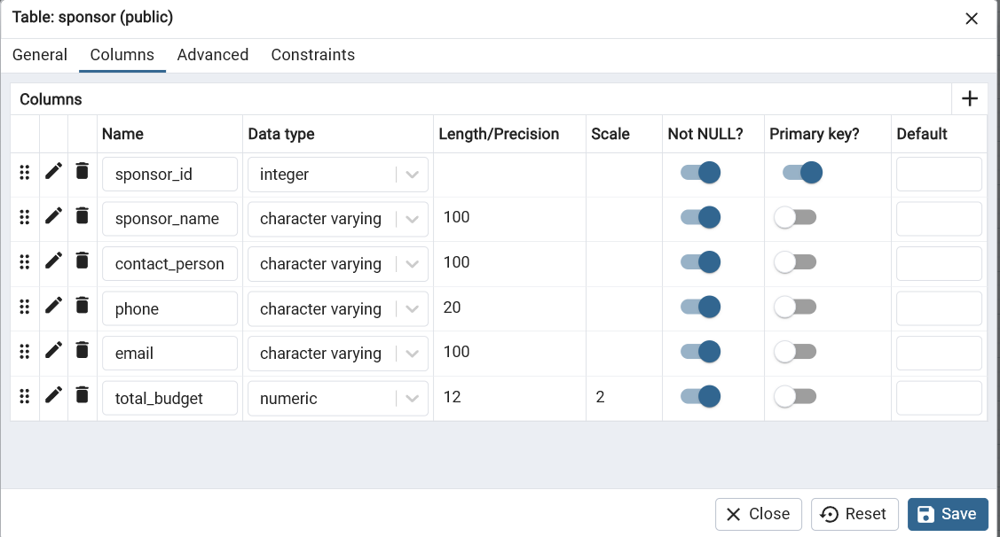 Table: sponsor (public)
General Columns Advanced Constraints
Columns
Name Data type Length/Precision Scale Not NULL? Primary key? Default
sponsor_id integer
sponsor_name character varying 100
contact_person character varying 100
phone character varying 20
email character varying 100
total_budget numeric 12 2
Close Reset Save